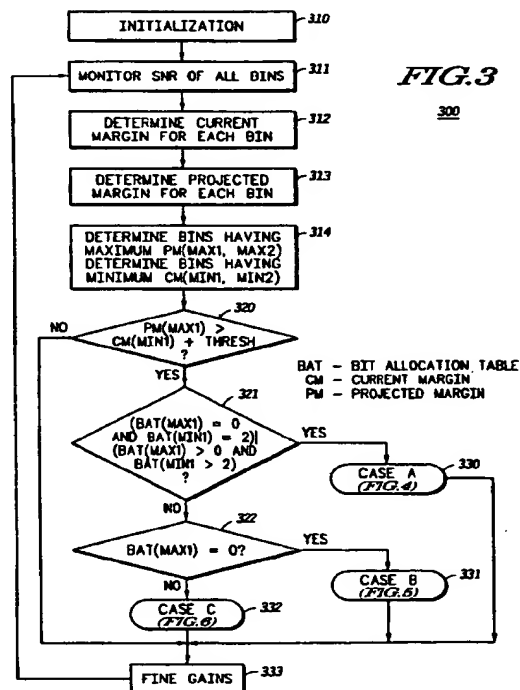 INITIALIZATION
310
MONITOR SNR OF ALL BINS
311
FIG.3
300
DETERMINE CURRENT
MARGIN FOR EACH BIN
312
DETERMINE PROJECTED
MARGIN FOR EACH BIN
313
DETERMINE BINS HAVING
MAXIMUM PM(MAX1, MAX2)
DETERMINE BINS HAVING
MINIMUM CM(MIN1, MIN2)
314
320
NO
PM(MAX1) >
CM(MIN1) + THRESH
?
YES
BAT - BIT ALLOCATION TABLE
CM - CURRENT MARGIN
PM - PROJECTED MARGIN
321
(BAT(MAX1) = 0
AND BAT(MIN1) = 2)|
(BAT(MAX1) > 0 AND
BAT(MIN1 > 2)
?
YES
CASE A
(FIG.4)
330
NO
322
BAT(MAX1) = 0?
YES
CASE B
(FIG.5)
331
NO
CASE C
(FIG.6)
332
FINE GAINS
333